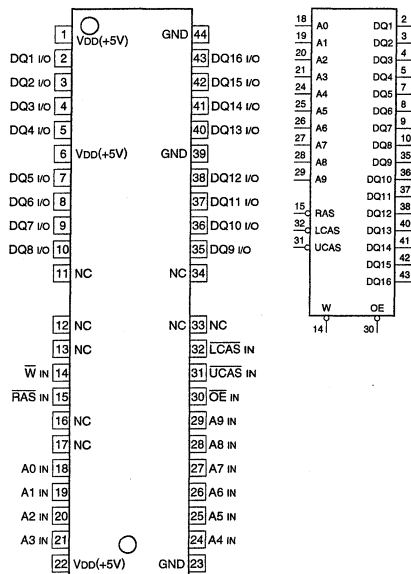 1 VDD(+5V) GND 44
DQ1 I/O 2 43 DQ16 I/O
DQ2 I/O 3 42 DQ15 I/O
DQ3 I/O 4 41 DQ14 I/O
DQ4 I/O 5 40 DQ13 I/O
6 VDD(+5V) GND 39
DQ5 I/O 7 38 DQ12 I/O
DQ6 I/O 8 37 DQ11 I/O
DQ7 I/O 9 36 DQ10 I/O
DQ8 I/O 10 35 DQ9 I/O
11 NC NC 34
12 NC NC 33 NC
13 NC 32 LCAS IN
W IN 14 31 UCAS IN
RAS IN 15 30 OE IN
16 NC 29 A9 IN
17 NC 28 A8 IN
A0 IN 18 27 A7 IN
A1 IN 19 26 A6 IN
A2 IN 20 25 A5 IN
A3 IN 21 24 A4 IN
22 VDD(+5V) GND 23
18 A0 DQ1 2
19 A1 DQ2 3
20 A2 DQ3 4
21 A3 DQ4 5
24 A4 DQ5 7
25 A5 DQ6 8
26 A6 DQ7 9
27 A7 DQ8 10
28 A8 DQ9 35
29 A9 DQ10 36
DQ11 37
15 RAS DQ12 38
32 LCAS DQ13 40
31 UCAS DQ14 41
DQ15 42
DQ16 43
W OE
14 30